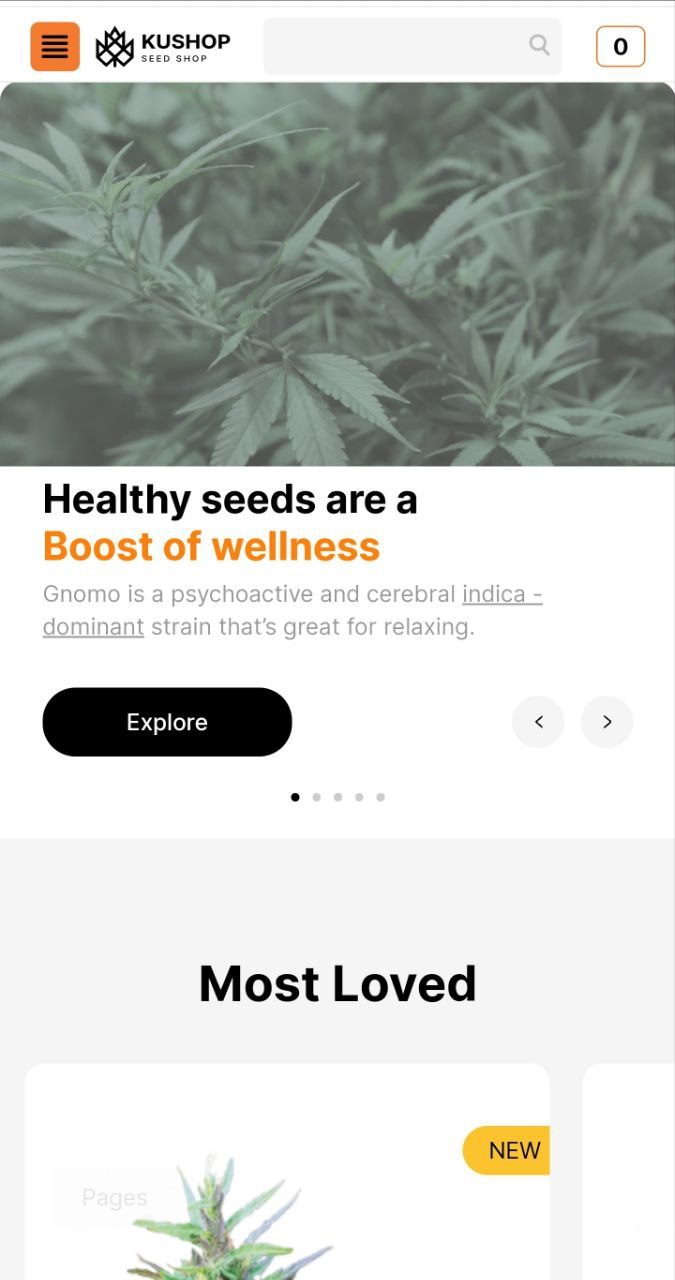 KUSHOP
SEED SHOP
0
Healthy seeds are a
Boost of wellness
Gnomo is a psychoactive and cerebral indica -
dominant strain that’s great for relaxing.
Explore
Most Loved
NEW
Pages